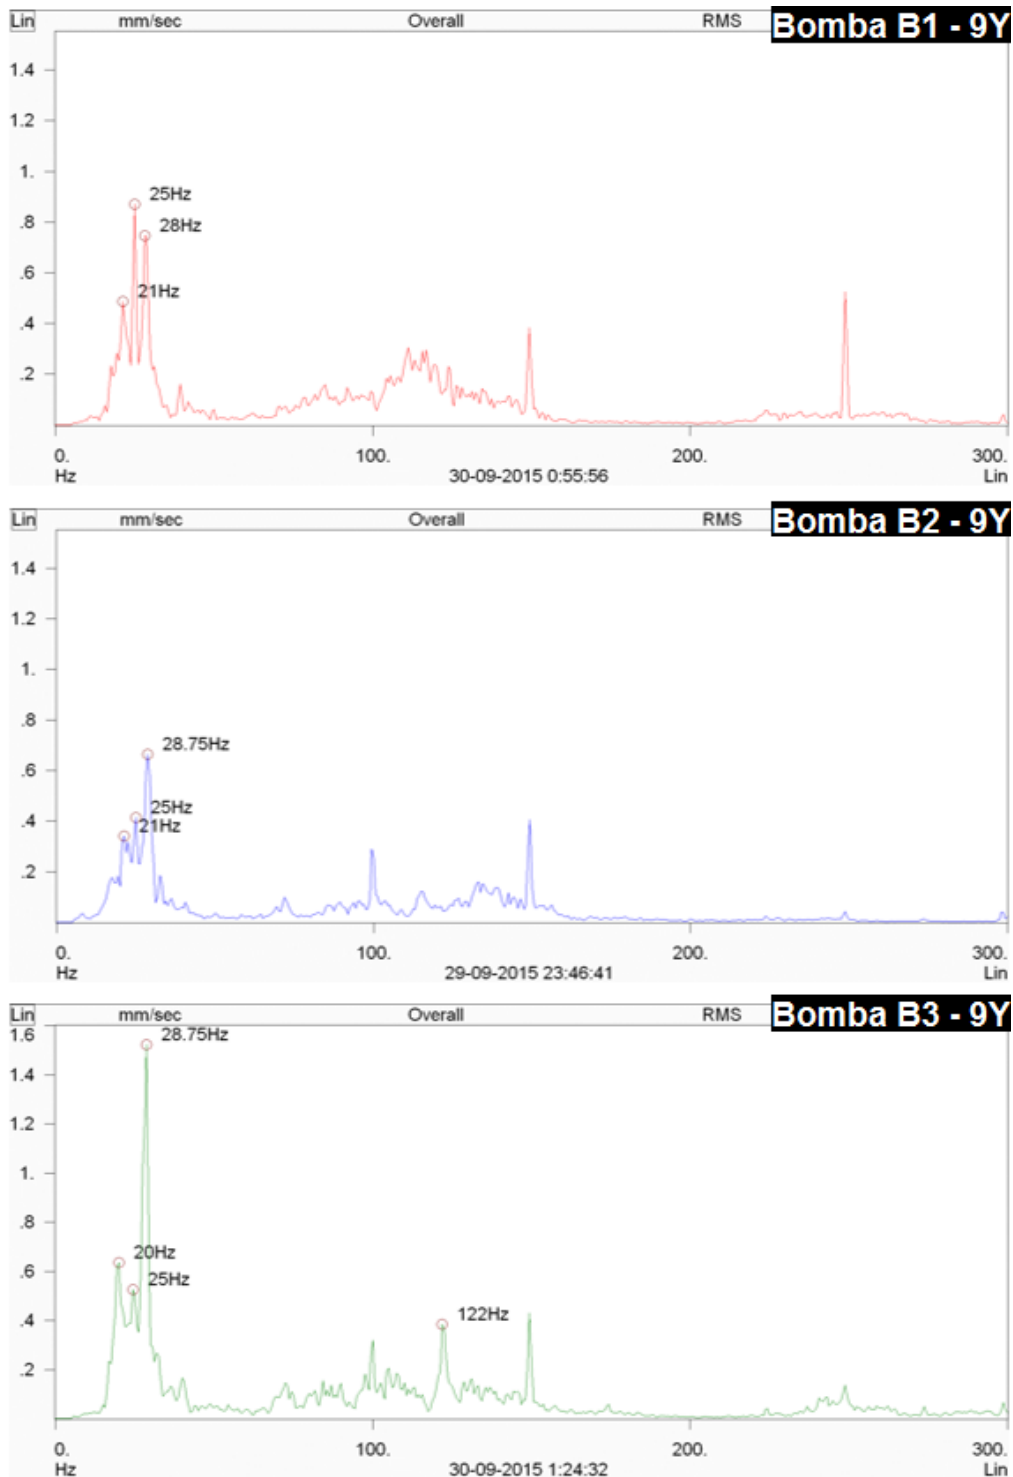 Lin mm/sec Overall RMS Bomba B1 - 9Y
1.4
1.2
1.
.8
.6
.4
.2
25Hz
28Hz
21Hz
0. 100. 200. 300.
Hz 30-09-2015 0:55:56 Lin
Lin mm/sec Overall RMS Bomba B2 - 9Y
1.4
1.2
1.
.8
.6
.4
.2
28.75Hz
25Hz
21Hz
0. 100. 200. 300.
Hz 29-09-2015 23:46:41 Lin
Lin mm/sec Overall RMS Bomba B3 - 9Y
1.6
1.4
1.2
1.
.8
.6
.4
.2
28.75Hz
20Hz
25Hz
122Hz
0. 100. 200. 300.
Hz 30-09-2015 1:24:32 Lin